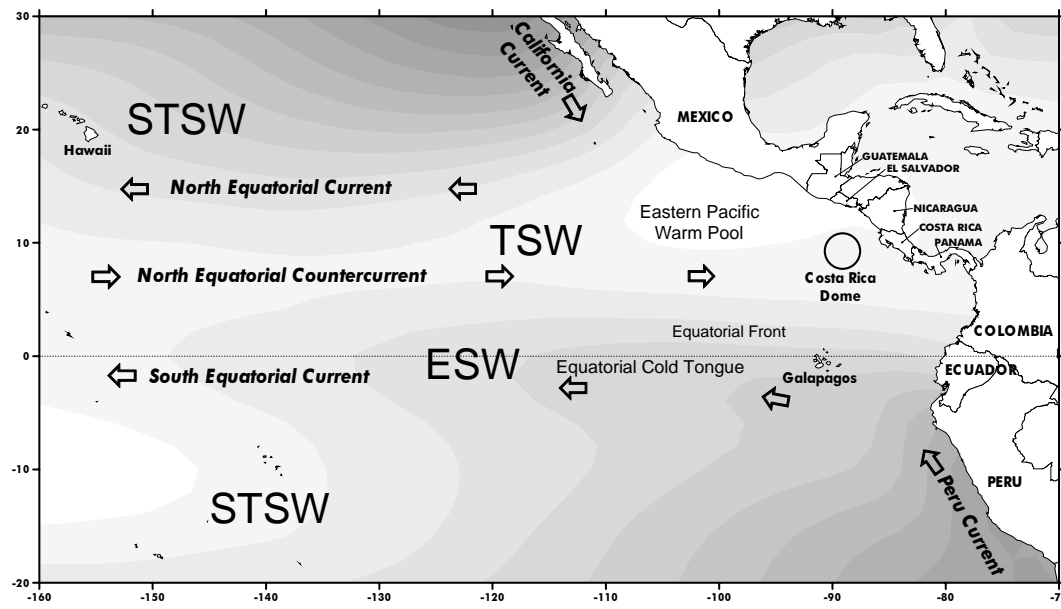 30
California
Current
STSW
MEXICO
20
Hawaii
GUATEMALA
EL SALVADOR
North Equatorial Current
NICARAGUA
Eastern Pacific
Warm Pool
TSW
COSTA RICA
PANAMA
10
North Equatorial Countercurrent
Costa Rica
Dome
Equatorial Front
COLOMBIA
0
ESW
Equatorial Cold Tongue
ECUADOR
South Equatorial Current
Galapagos
-10
STSW
PERU
Peru Current
-20
-160
-150
-140
-130
-120
-110
-100
-90
-80
-7